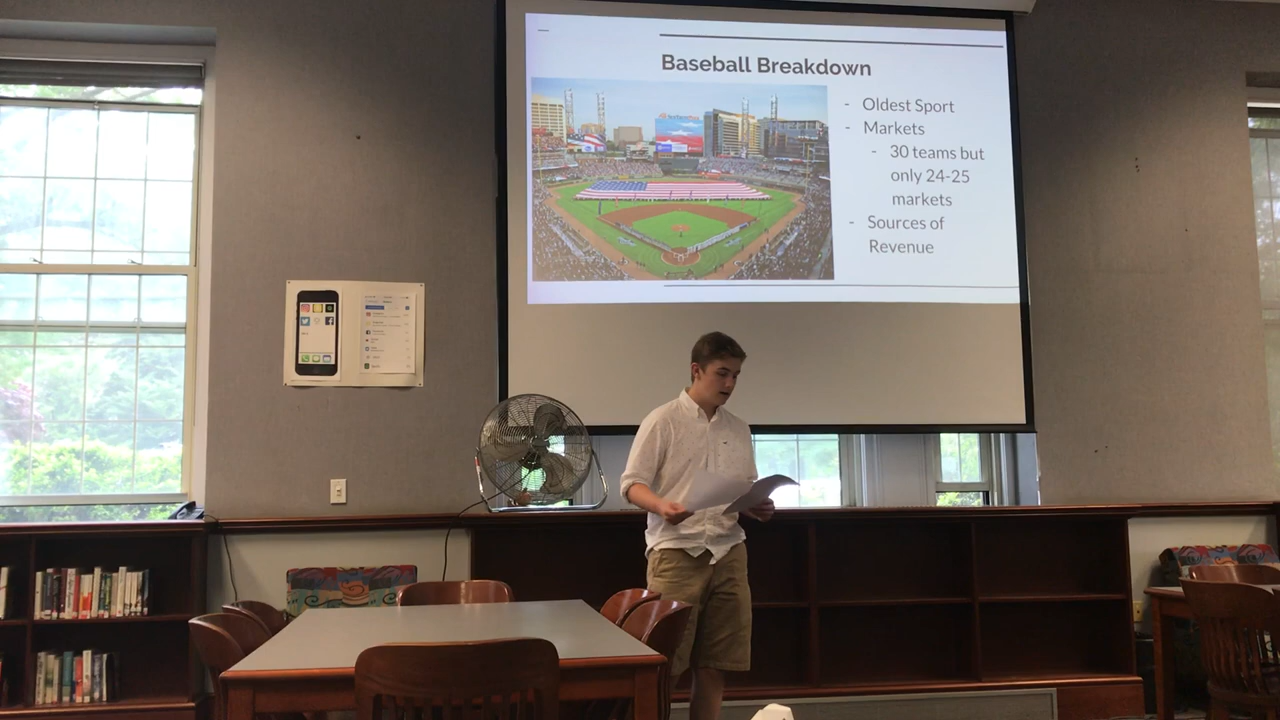 Baseball Breakdown
- Oldest Sport
- Markets
- 30 teams but
only 24-25
markets
- Sources of
Revenue